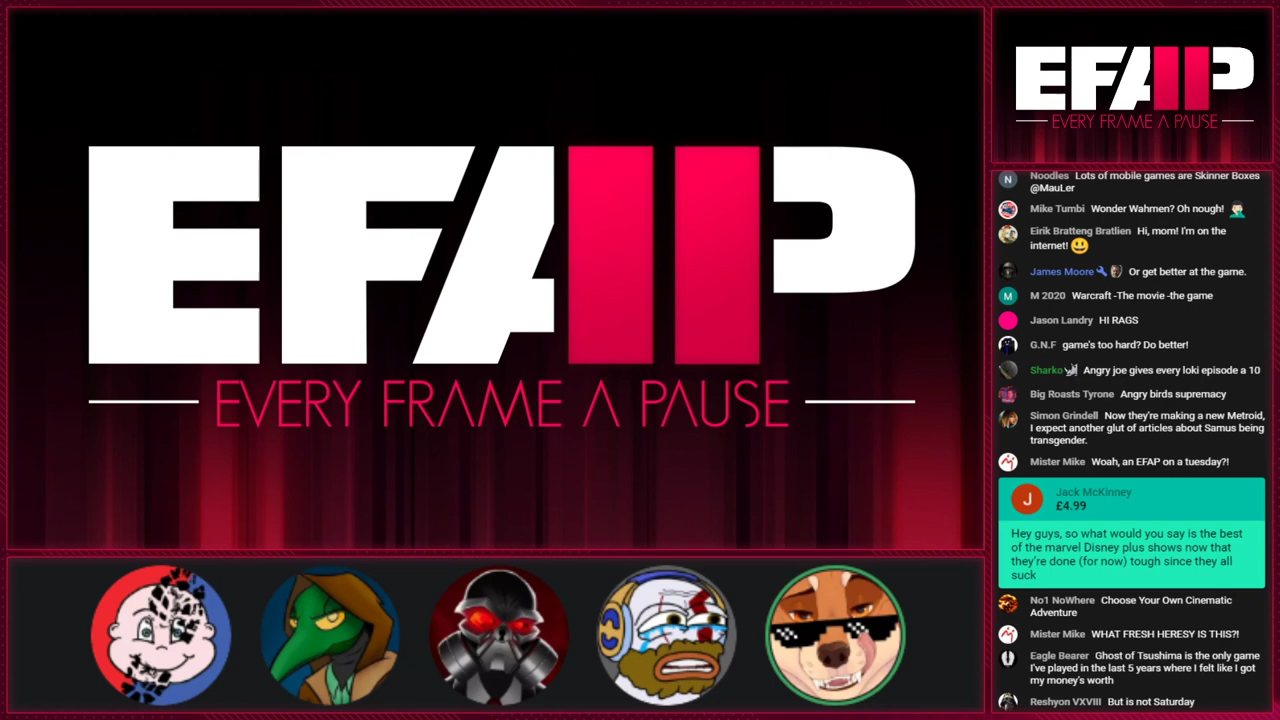 EFAP
EVERY FRAME A PAUSE
EFAP
EVERY FRAME A PAUSE
N
Noodles Lots of mobile games are Skinner Boxes
@MauLer
Mike Tumbi Wonder Wahmen? Oh nough! 🤦🏻‍♂️
Eirik Bratteng Bratlien Hi, mom! I'm on the
internet! 😃
James Moore Or get better at the game.
M
M 2020 Warcraft -The movie -the game
Jason Landry HI RAGS
G.N.F game's too hard? Do better!
Sharko Angry joe gives every loki episode a 10
Big Roasts Tyrone Angry birds supremacy
Simon Grindell Now they're making a new Metroid,
I expect another glut of articles about Samus being
transgender.
Mister Mike Woah, an EFAP on a tuesday?!
J
Jack McKinney
£4.99
Hey guys, so what would you say is the best
of the marvel Disney plus shows now that
they're done (for now) tough since they all
suck
No1 NoWhere Choose Your Own Cinematic
Adventure
Mister Mike WHAT FRESH HERESY IS THIS?!
Eagle Bearer Ghost of Tsushima is the only game
I've played in the last 5 years where I felt like I got
my money's worth
Reshyon VXVIII But is not Saturday